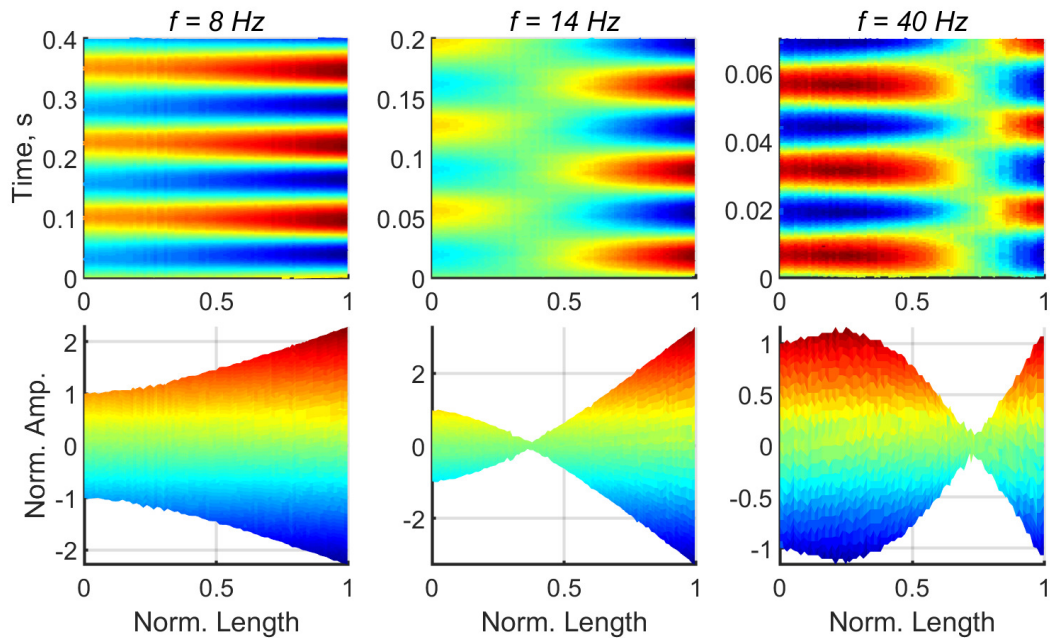 f = 8 Hz
f = 14 Hz
f = 40 Hz
Time, s
0.4
0.3
0.2
0.1
0
0 0.5 1
0.2
0.15
0.1
0.05
0
0 0.5 1
0.06
0.04
0.02
0
0 0.5 1
Norm. Amp.
2
1
0
-1
-2
0 0.5 1
Norm. Length
2
0
-2
0 0.5 1
Norm. Length
1
0.5
0
-0.5
-1
0 0.5 1
Norm. Length